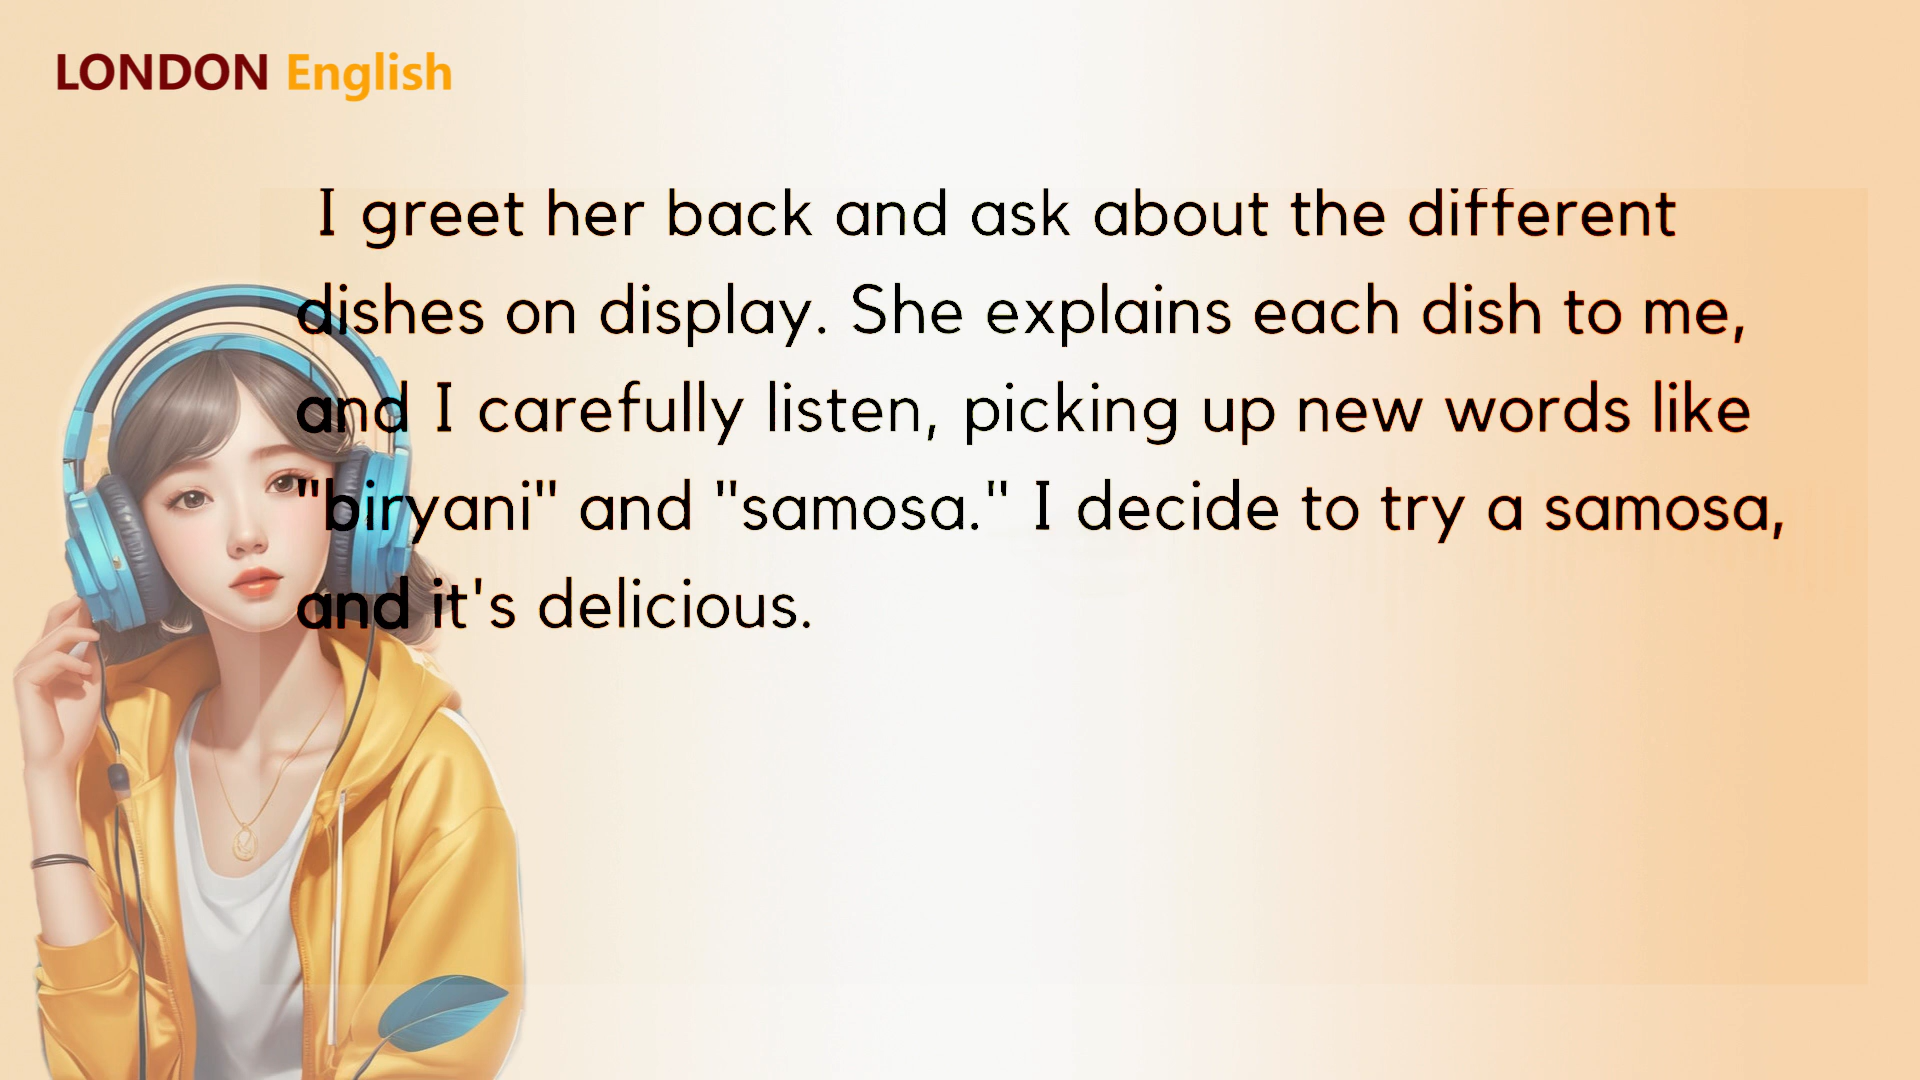 LONDON English
I greet her back and ask about the different
dishes on display. She explains each dish to me,
and I carefully listen, picking up new words like
"biryani" and "samosa." I decide to try a samosa,
and it's delicious.